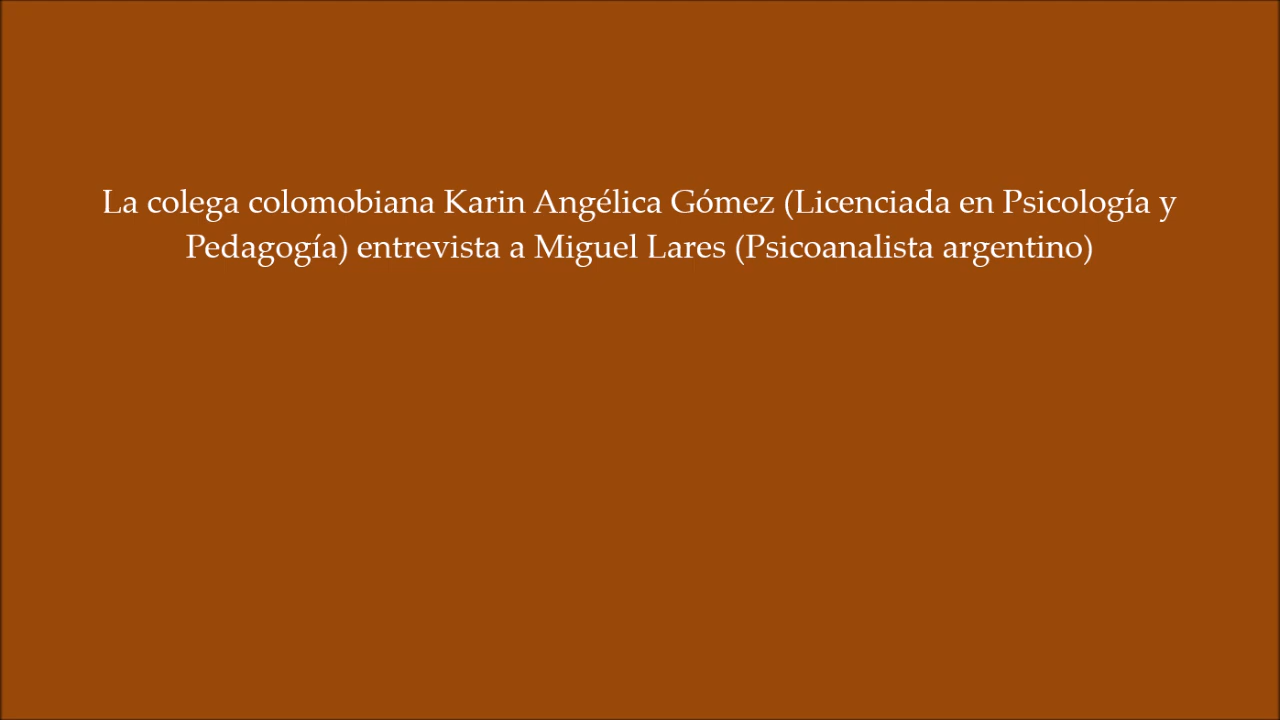 La colega colomobiana Karin Angélica Gómez (Licenciada en Psicología y
Pedagogía) entrevista a Miguel Lares (Psicoanalista argentino)